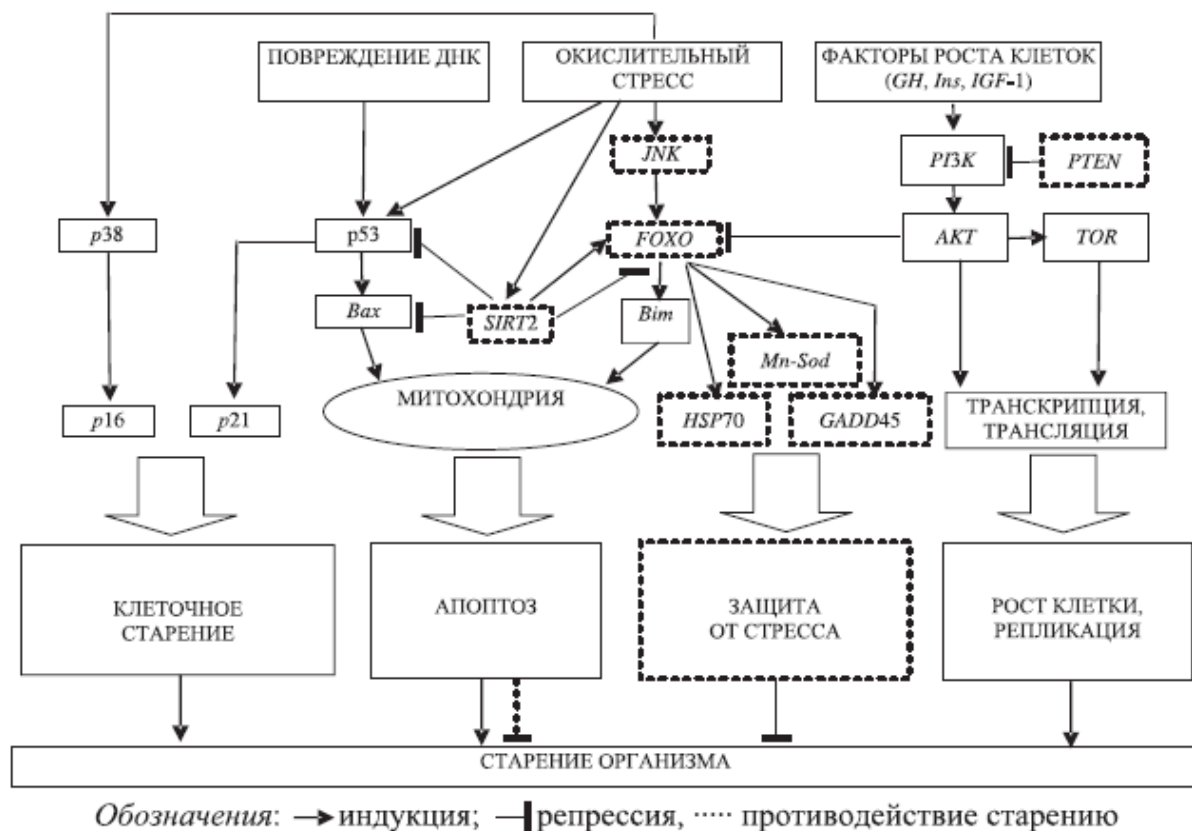 ПОВРЕЖДЕНИЕ ДНК
ОКИСЛИТЕЛЬНЫЙ
СТРЕСС
ФАКТОРЫ РОСТА КЛЕТОК
(GH, Ins, IGF-1)
JNK
PI3K
PTEN
p38
p53
FOXO
AKT
TOR
Bax
SIRT2
Bim
Mn-Sod
МИТОХОНДРИЯ
p16
p21
HSP70
GADD45
ТРАНСКРИПЦИЯ,
ТРАНСЛЯЦИЯ
КЛЕТОЧНОЕ
СТАРЕНИЕ
АПОПТОЗ
ЗАЩИТА
ОТ СТРЕССА
РОСТ КЛЕТКИ,
РЕПЛИКАЦИЯ
СТАРЕНИЕ ОРГАНИЗМА
Обозначения: индукция; репрессия, ..... противодействие старению